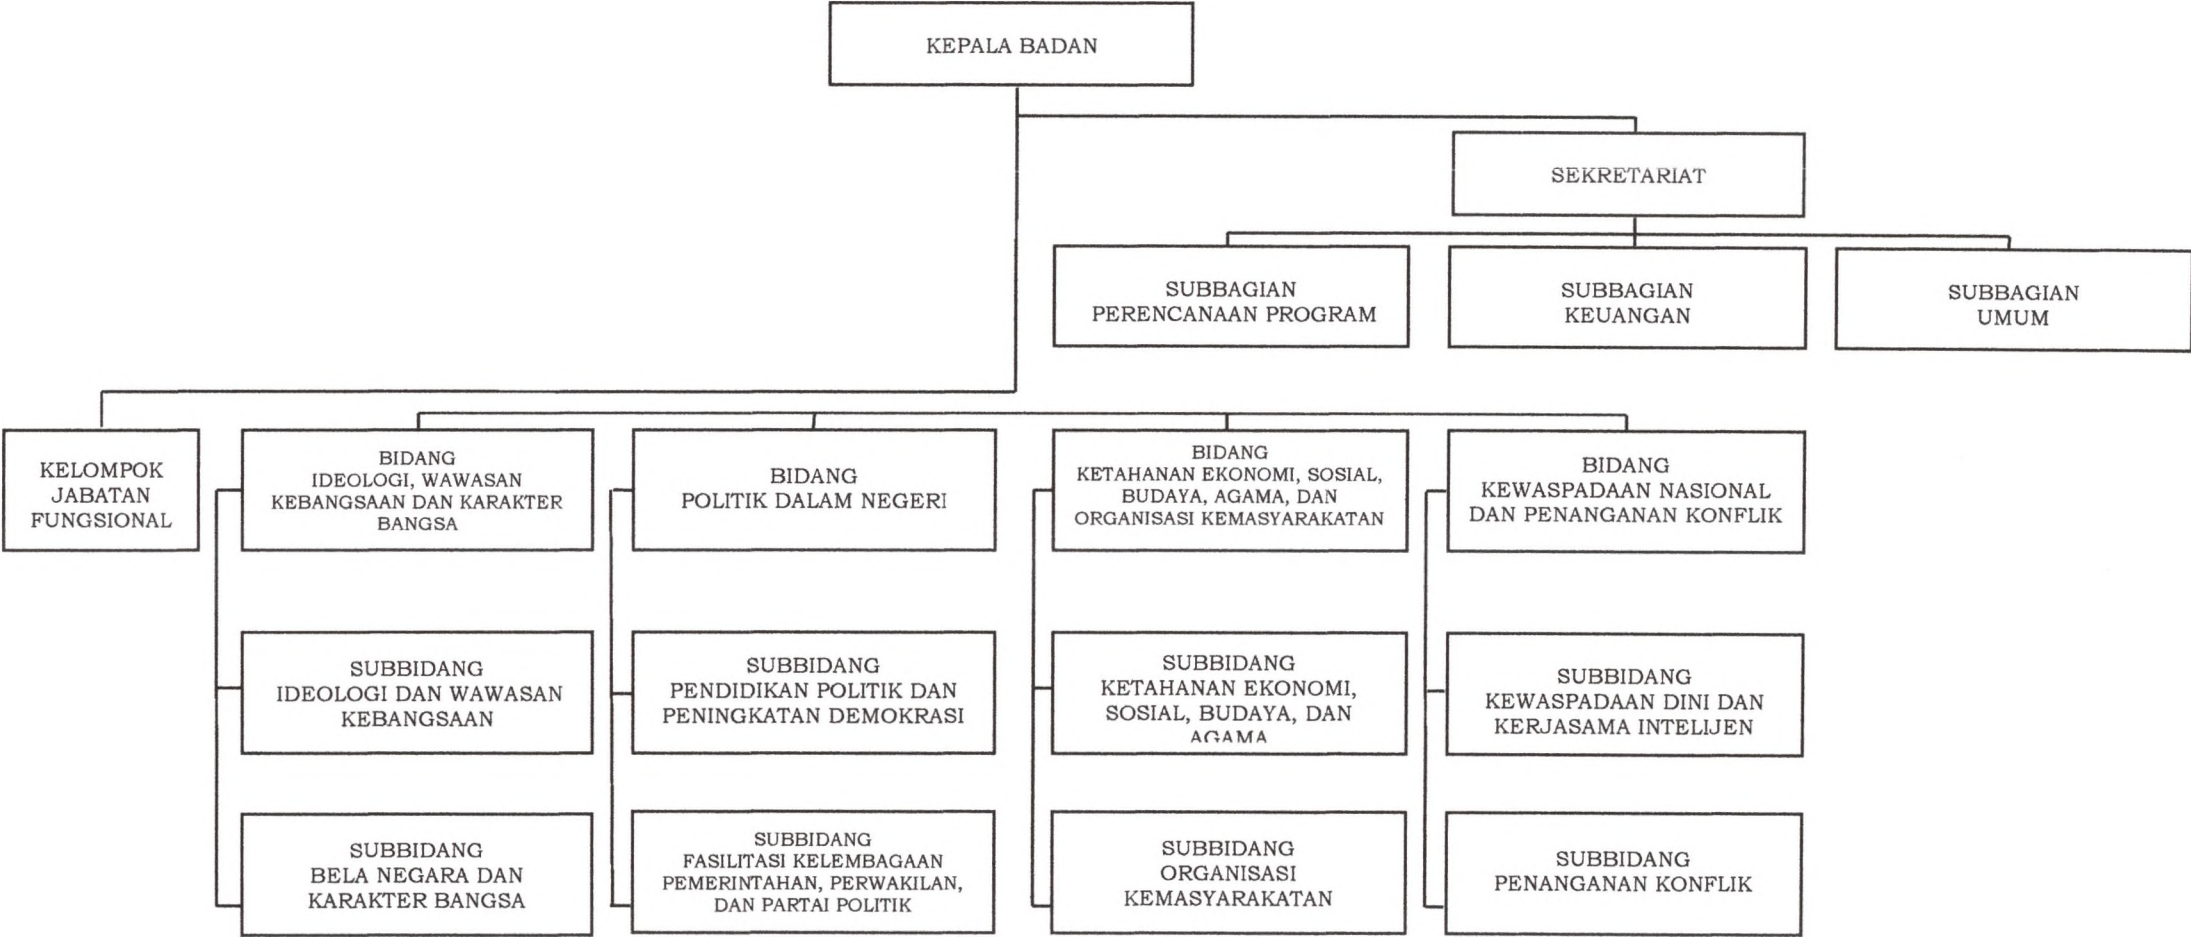 KEPALA BADAN
SEKRETARIAT
SUBBAGIAN
PERENCANAAN PROGRAM
SUBBAGIAN
KEUANGAN
SUBBAGIAN
UMUM
KELOMPOK
JABATAN
FUNGSIONAL
BIDANG
IDEOLOGI, WAWASAN
KEBANGSAAN DAN KARAKTER
BANGSA
BIDANG
POLITIK DALAM NEGERI
BIDANG
KETAHANAN EKONOMI, SOSIAL,
BUDAYA, AGAMA, DAN
ORGANISASI KEMASYARAKATAN
BIDANG
KEWASPADAAN NASIONAL
DAN PENANGANAN KONFLIK
SUBBIDANG
IDEOLOGI DAN WAWASAN
KEBANGSAAN
SUBBIDANG
PENDIDIKAN POLITIK DAN
PENINGKATAN DEMOKRASI
SUBBIDANG
KETAHANAN EKONOMI,
SOSIAL, BUDAYA, DAN
AGAMA
SUBBIDANG
KEWASPADAAN DINI DAN
KERJASAMA INTELIJEN
SUBBIDANG
BELA NEGARA DAN
KARAKTER BANGSA
SUBBIDANG
FASILITASI KELEMBAGAAN
PEMERINTAHAN, PERWAKILAN,
DAN PARTAI POLITIK
SUBBIDANG
ORGANISASI
KEMASYARAKATAN
SUBBIDANG
PENANGANAN KONFLIK